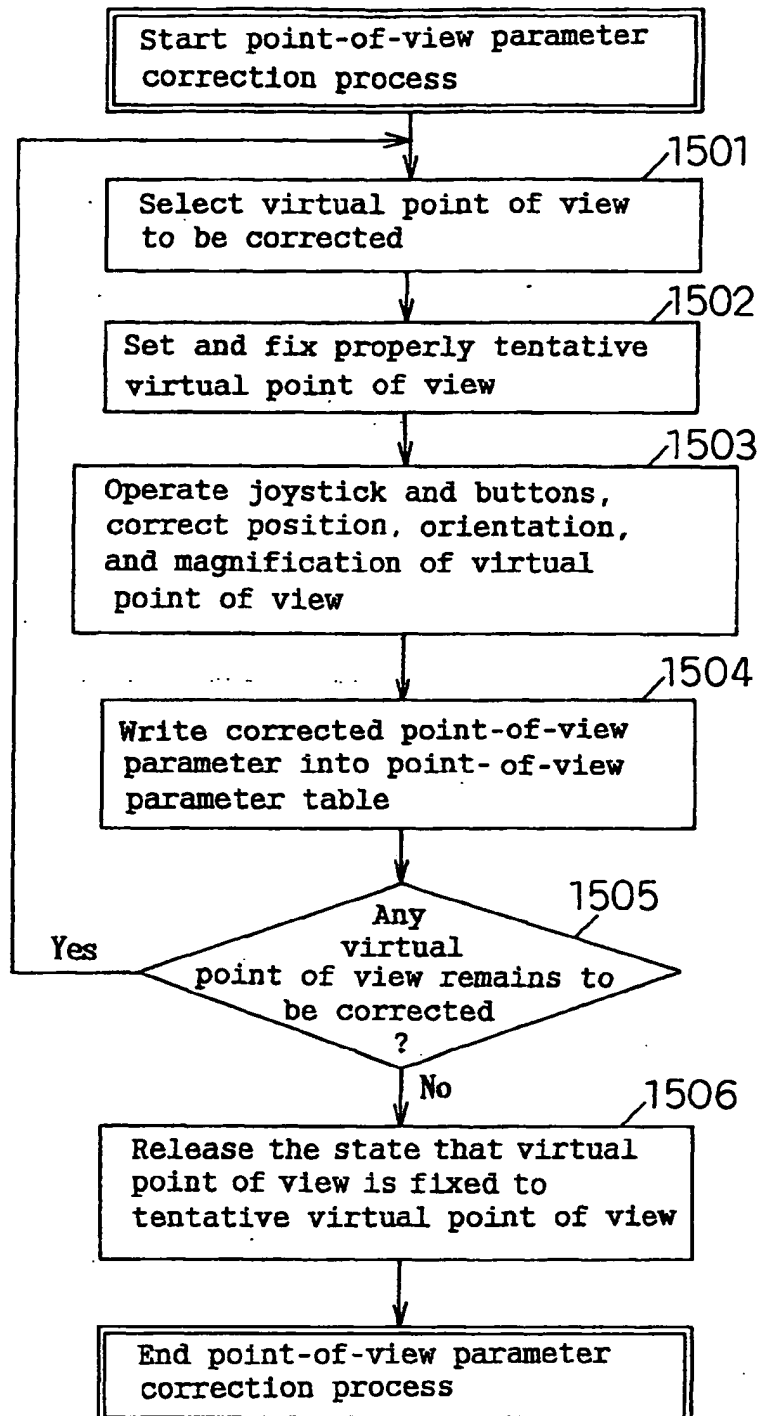 Start point-of-view parameter
correction process
1501
Select virtual point of view
to be corrected
1502
Set and fix properly tentative
virtual point of view
1503
Operate joystick and buttons,
correct position, orientation,
and magnification of virtual
point of view
1504
Write corrected point-of-view
parameter into point-of-view
parameter table
1505
Any
virtual
point of view remains to
be corrected
?
Yes
No
1506
Release the state that virtual
point of view is fixed to
tentative virtual point of view
End point-of-view parameter
correction process